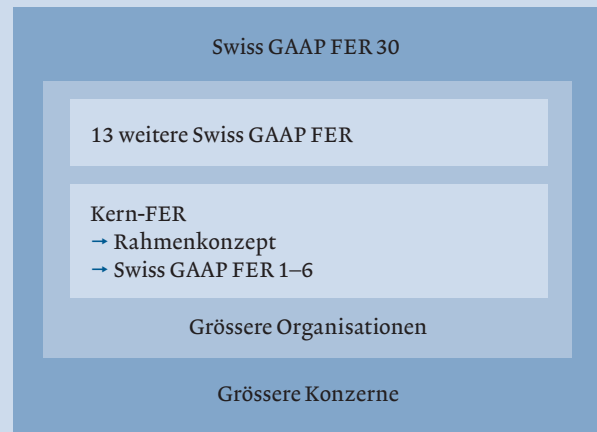 Swiss GAAP FER 30
13 weitere Swiss GAAP FER
Kern-FER
→ Rahmenkonzept
→ Swiss GAAP FER 1–6
Grössere Organisationen
Grössere Konzerne